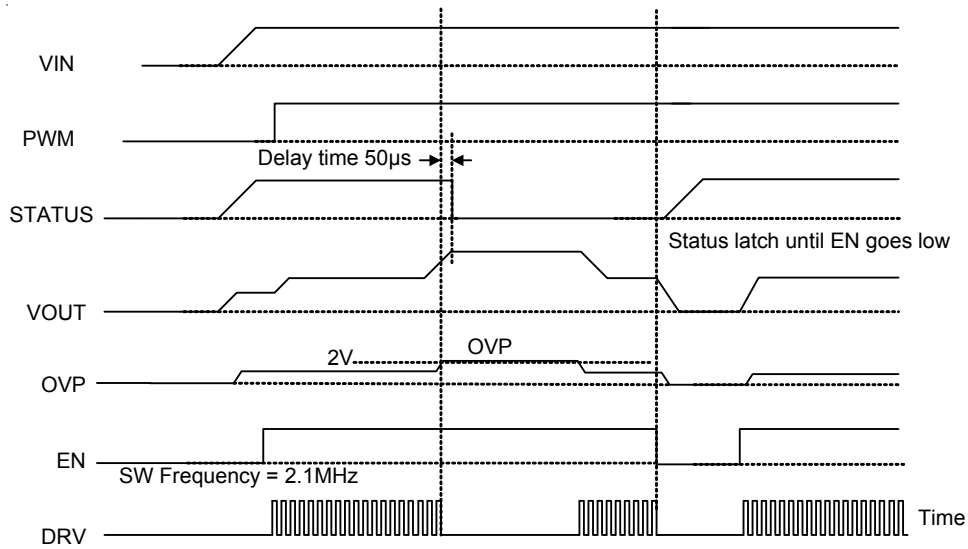 VIN
PWM
Delay time 50µs
STATUS
Status latch until EN goes low
VOUT
2V
OVP
OVP
EN
SW Frequency = 2.1MHz
Time
DRV